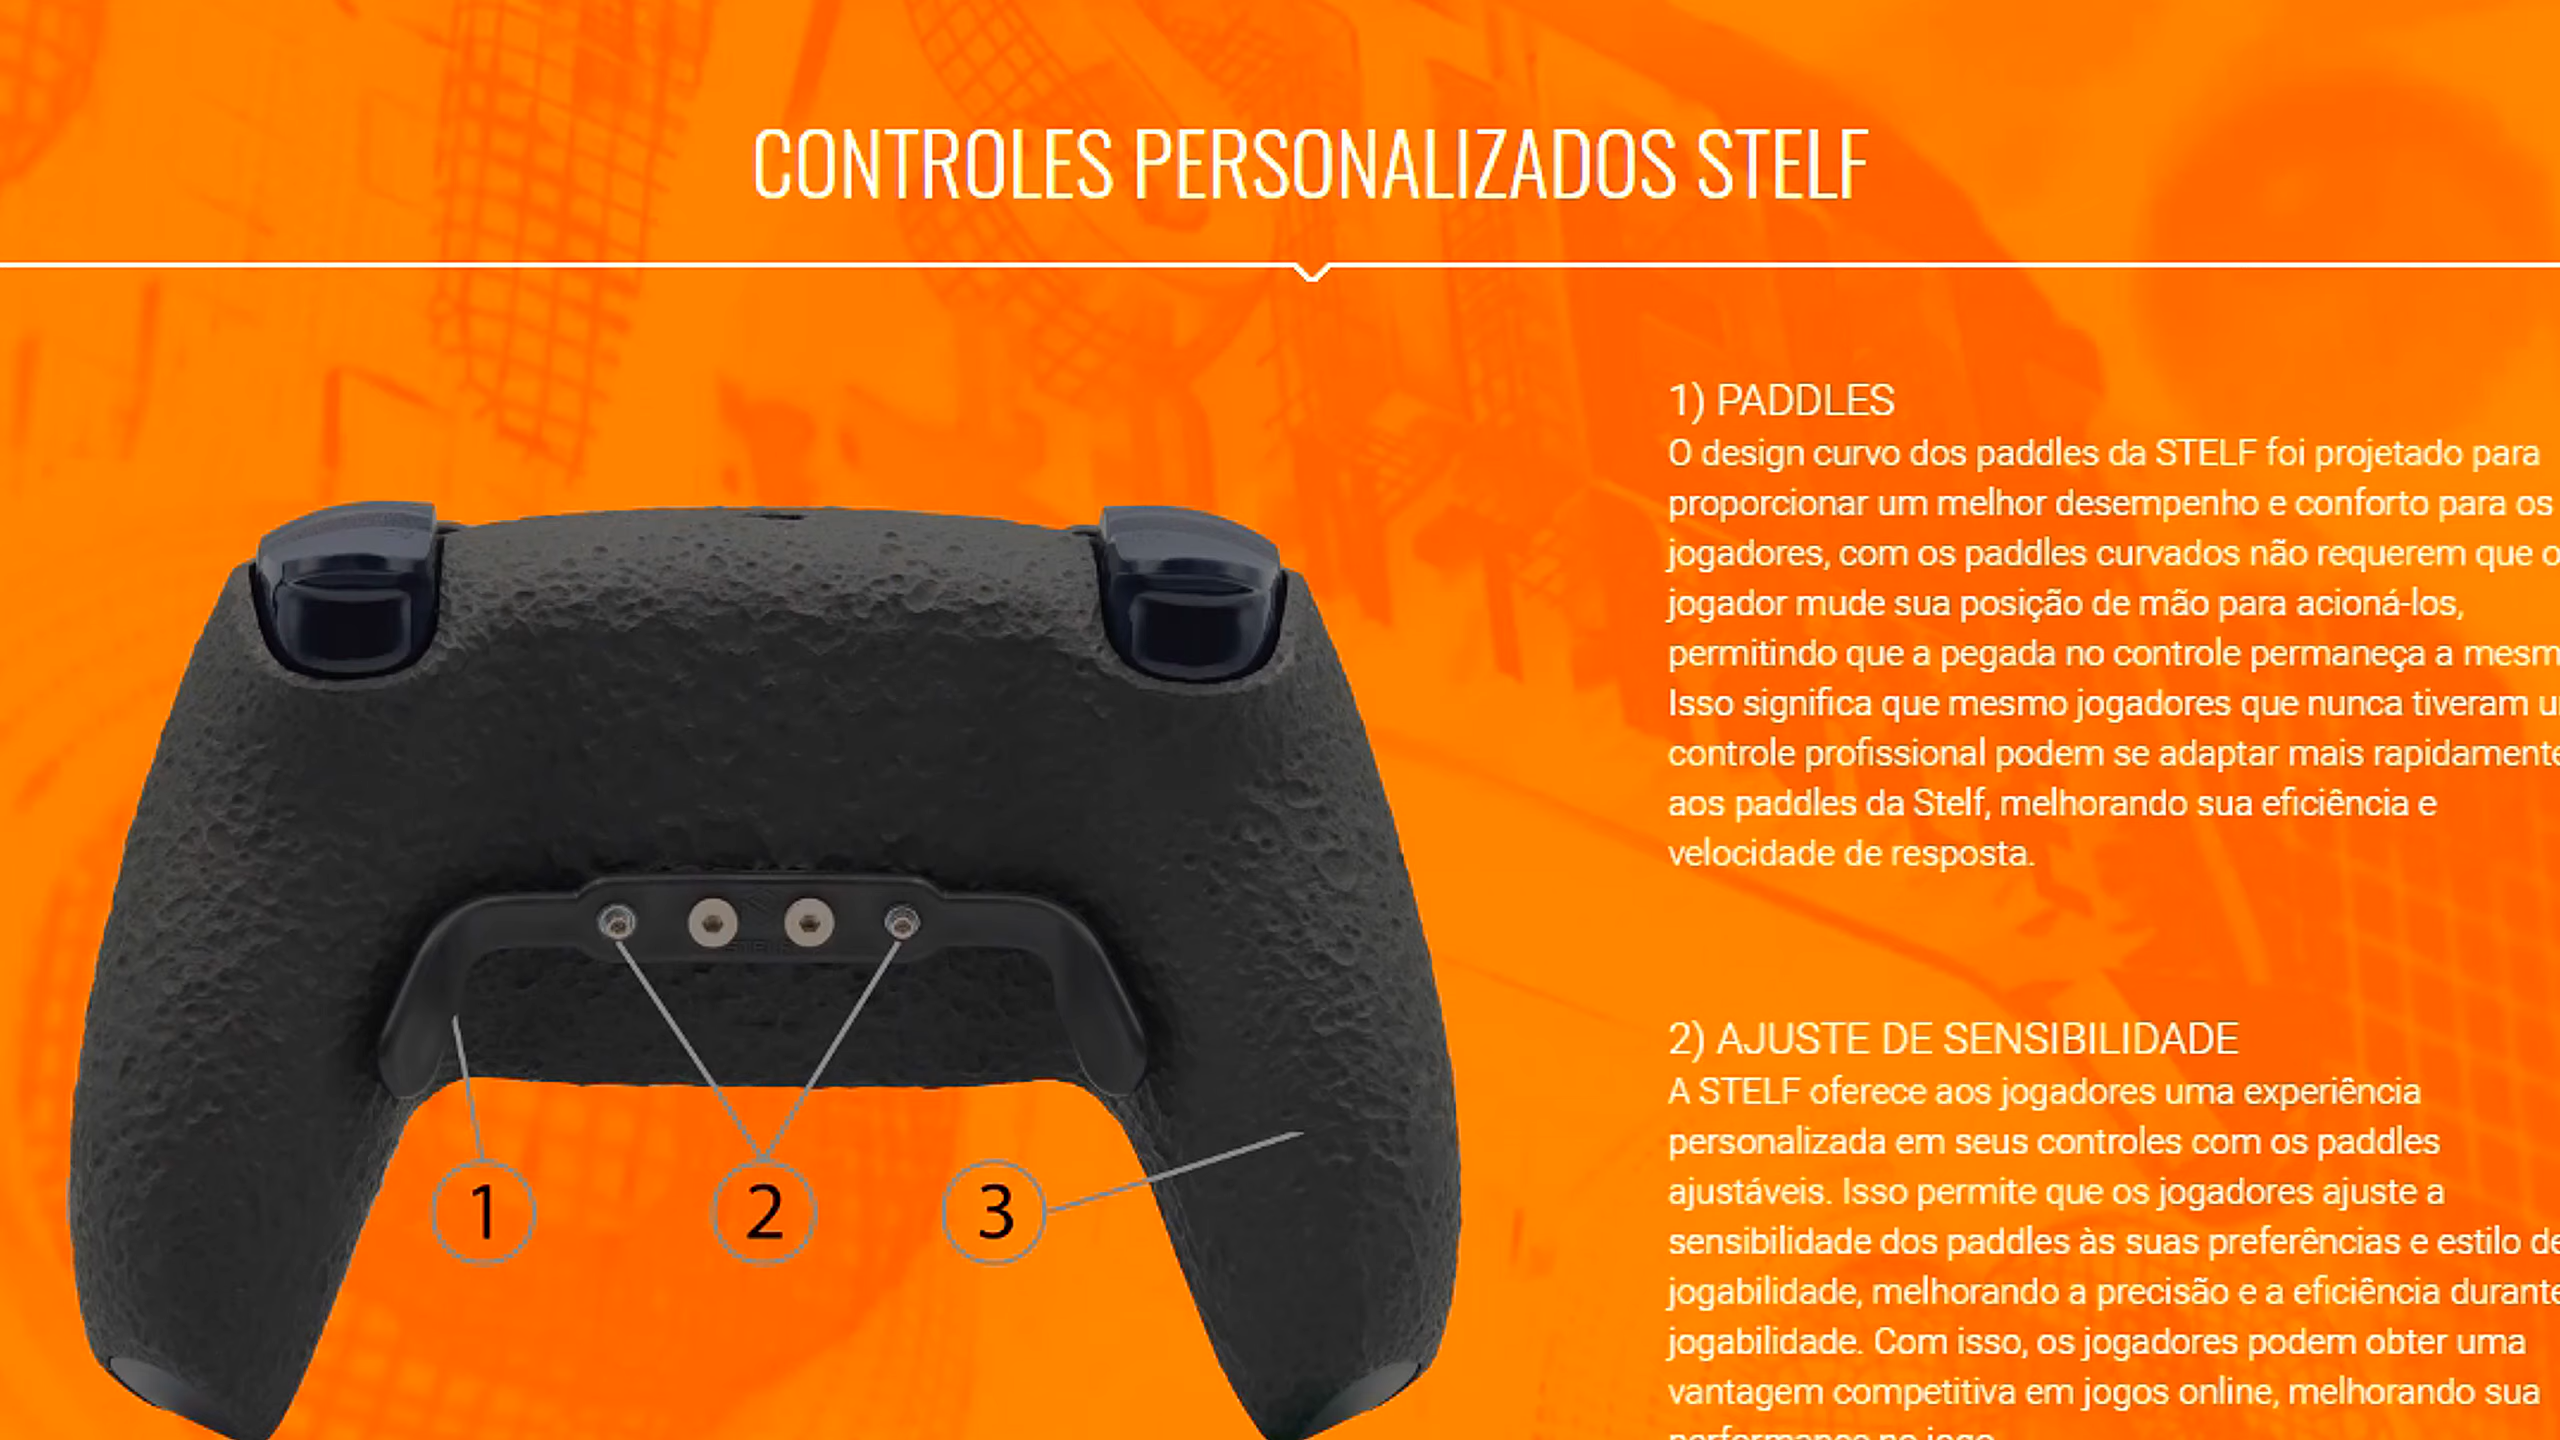 CONTROLES PERSONALIZADOS STELF
1) PADDLES
O design curvo dos paddles da STELF foi projetado para
proporcionar um melhor desempenho e conforto para os
jogadores, com os paddles curvados não requerem que o
jogador mude sua posição de mão para acioná-los,
permitindo que a pegada no controle permaneça a mesm
Isso significa que mesmo jogadores que nunca tiveram u
controle profissional podem se adaptar mais rapidamente
aos paddles da Stelf, melhorando sua eficiência e
velocidade de resposta.
2) AJUSTE DE SENSIBILIDADE
A STELF oferece aos jogadores uma experiência
personalizada em seus controles com os paddles
ajustáveis. Isso permite que os jogadores ajuste a
sensibilidade dos paddles às suas preferências e estilo de
jogabilidade, melhorando a precisão e a eficiência durante
jogabilidade. Com isso, os jogadores podem obter uma
vantagem competitiva em jogos online, melhorando sua
STELF
1
2
3